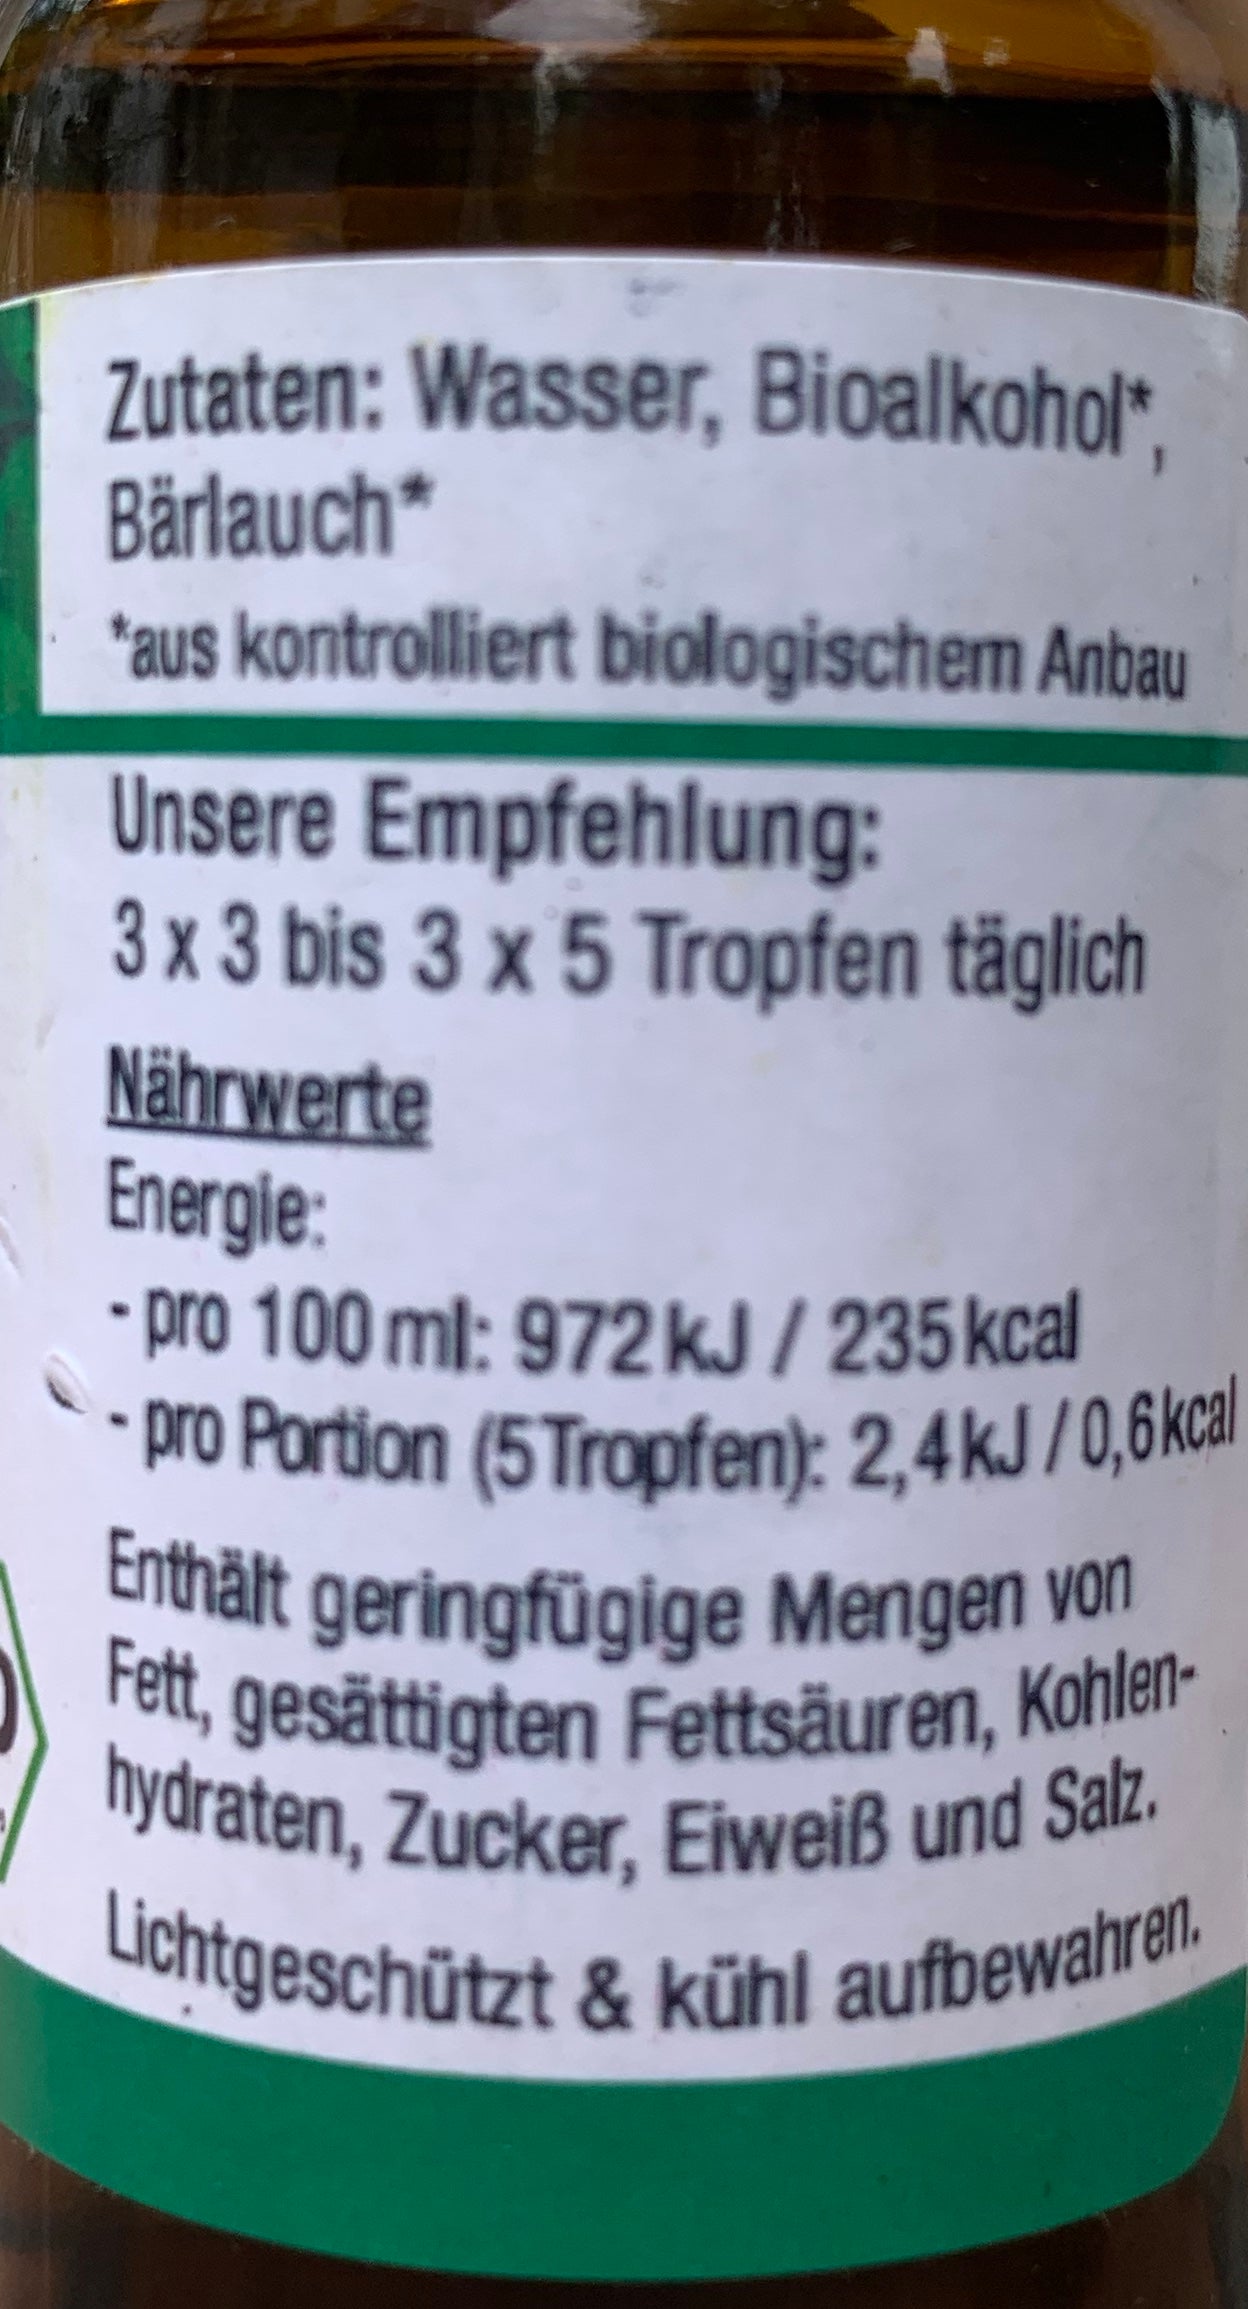 Zutaten: Wasser, Bioalkohol*,
Bärlauch*
*aus kontrolliert biologischem Anbau
Unsere Empfehlung:
3 x 3 bis 3 x 5 Tropfen täglich
Nährwerte
Energie:
- pro 100 ml: 972 kJ / 235 kcal
- pro Portion (5 Tropfen): 2,4 kJ / 0,6 kcal
Enthält geringfügige Mengen von
Fett, gesättigten Fettsäuren, Kohlen-
hydraten, Zucker, Eiweiß und Salz.
Lichtgeschützt & kühl aufbewahren.